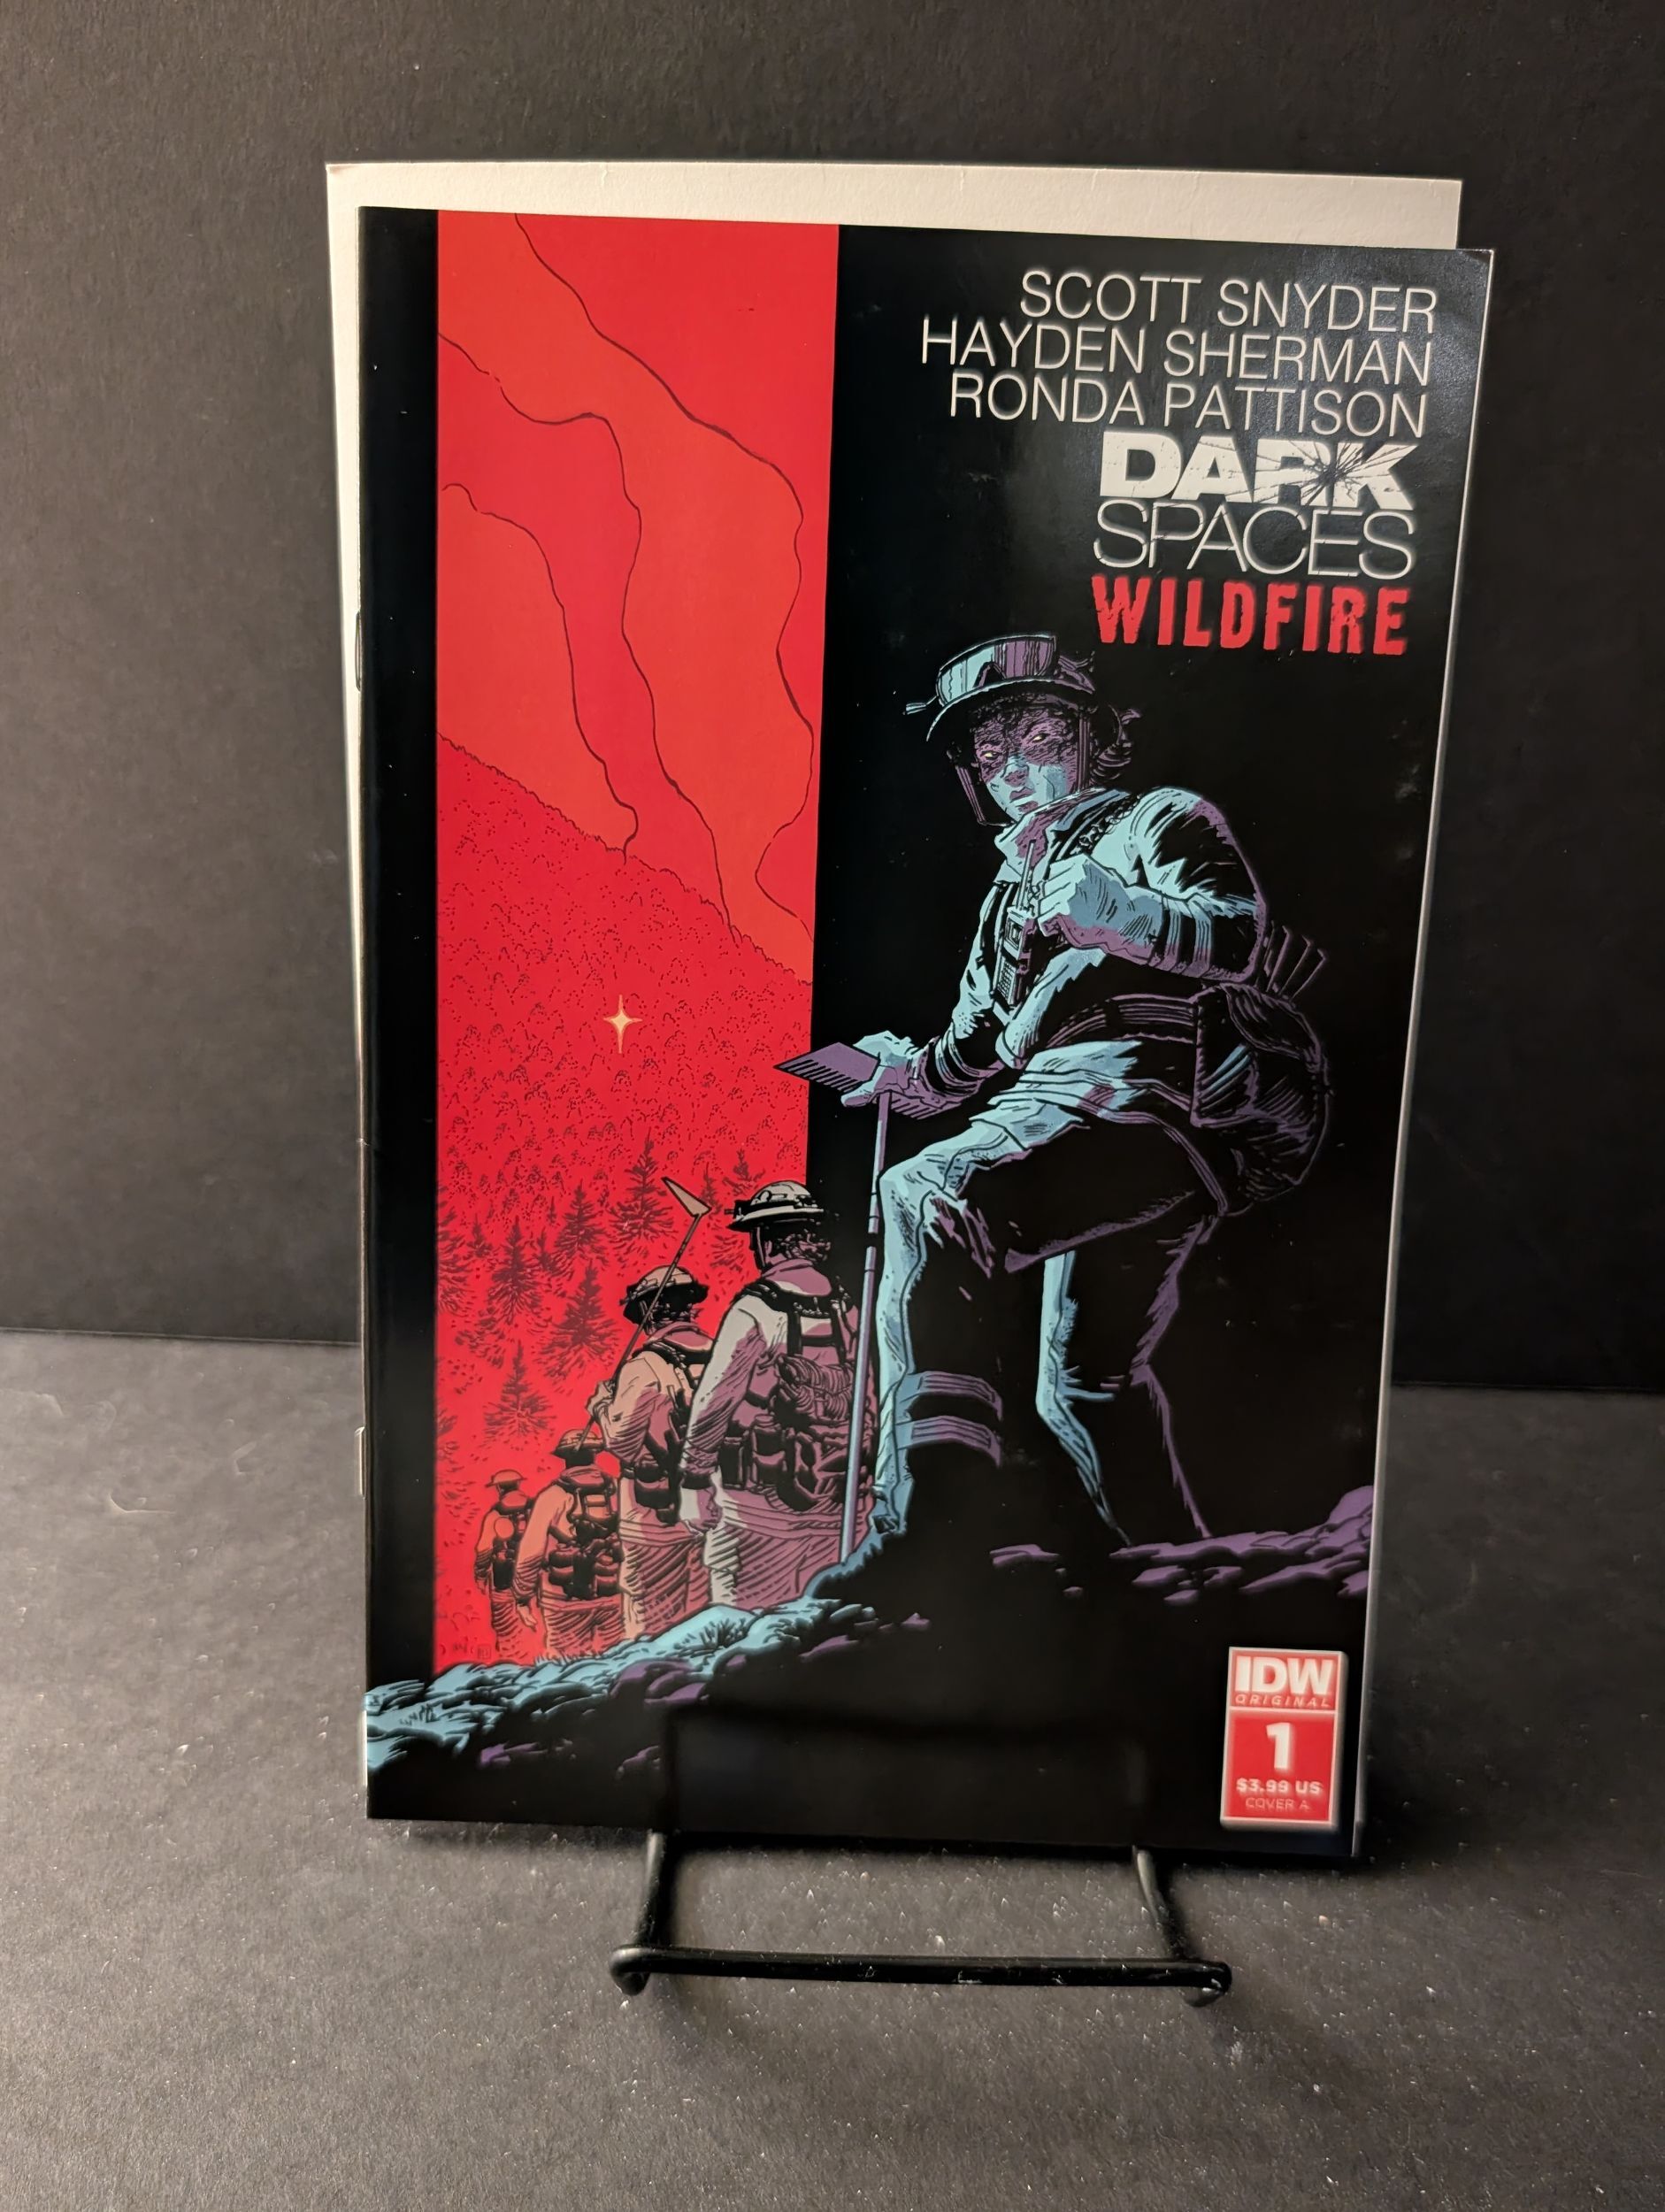 SCOTT SNYDER
HAYDEN SHERMAN
RONDA PATTISON
DARK
SPACES
WILDFIRE
IDW
ORIGINAL
1
$3.99 US
COVER A